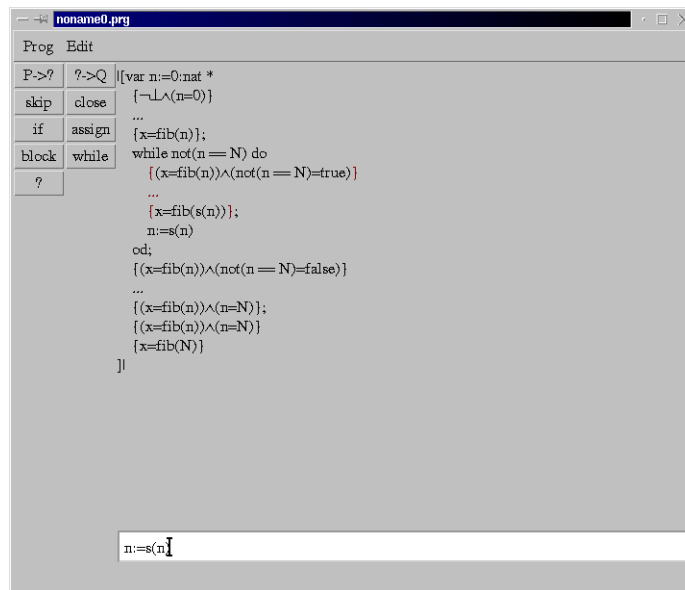 noname0.prg
Prog Edit
P->? ?->Q
skip close
if assign
block while
?
|[var n:=0:nat *
{¬⊥∧(n=0)}
...
{x=fib(n)};
while not(n == N) do
{(x=fib(n))∧(not(n == N)=true)}
...
{x=fib(s(n))};
n:=s(n)
od;
{(x=fib(n))∧(not(n == N)=false)}
...
{(x=fib(n))∧(n=N)};
{(x=fib(n))∧(n=N)}
{x=fib(N)}
]|
n:=s(n)